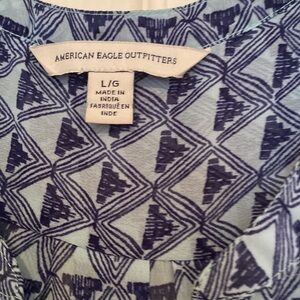 AMERICAN EAGLE OUTFITTERS
L/G
MADE IN
INDIA
FABRIQUÉ EN
INDE